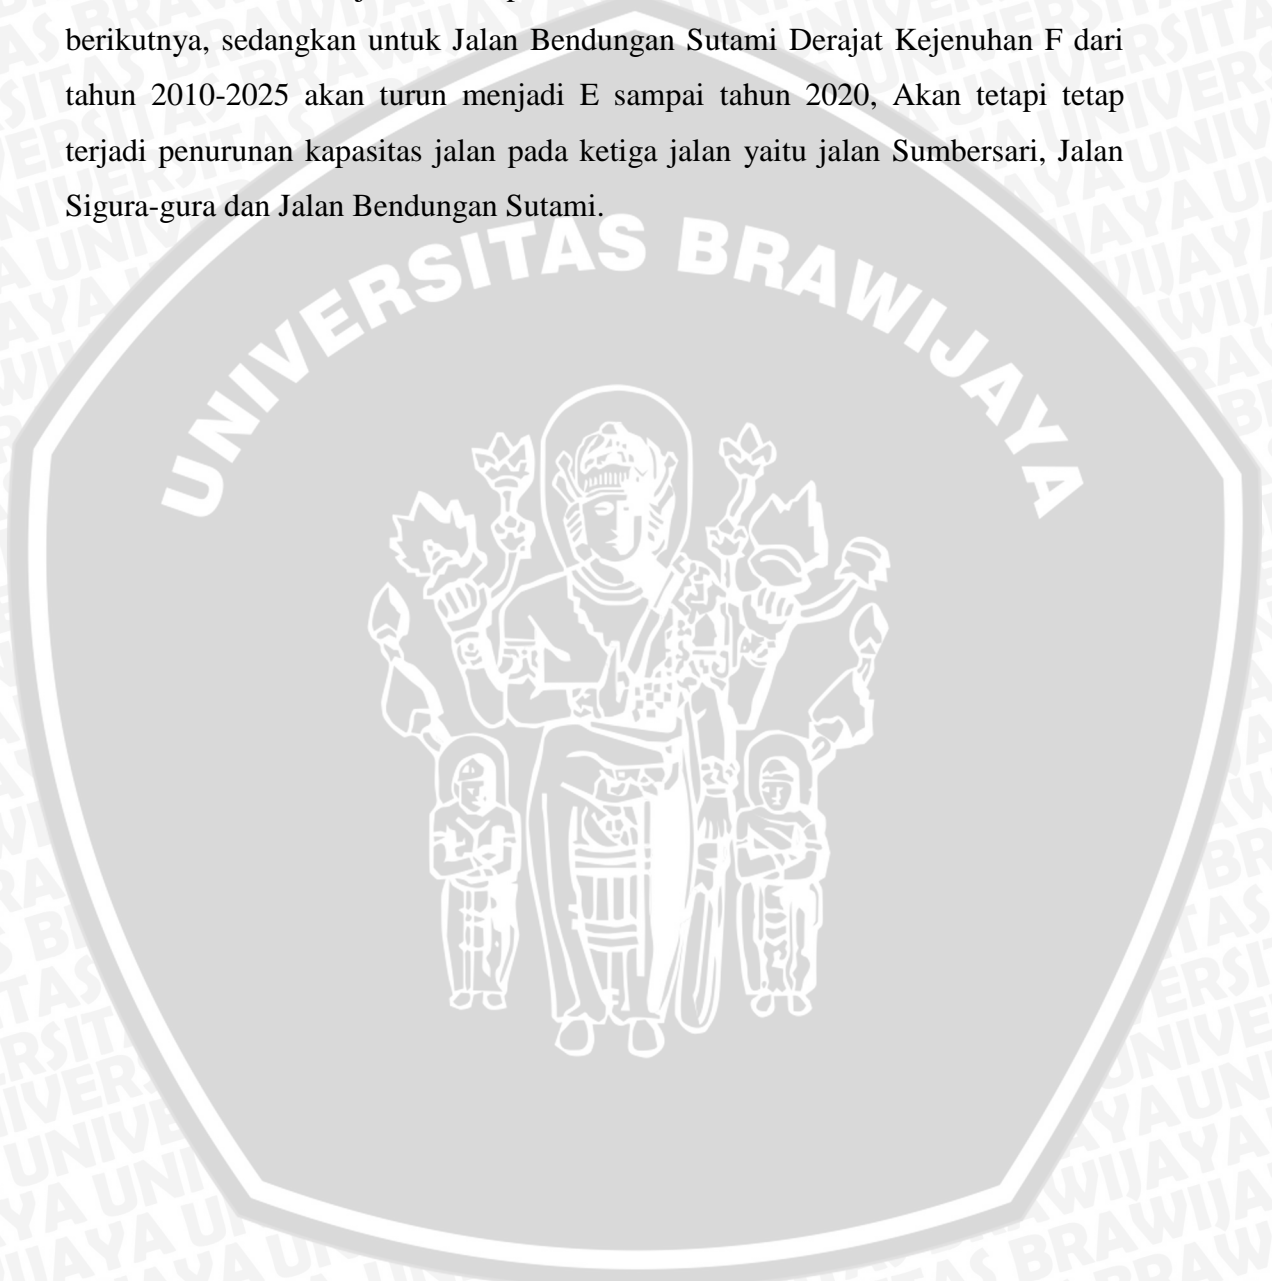 berikutnya, sedangkan untuk Jalan Bendungan Sutami Derajat Kejenuhan F dari
tahun 2010-2025 akan turun menjadi E sampai tahun 2020, Akan tetapi tetap
terjadi penurunan kapasitas jalan pada ketiga jalan yaitu jalan Sumbersari, Jalan
Sigura-gura dan Jalan Bendungan Sutami.
UNIVERSITAS BRAWIJAYA